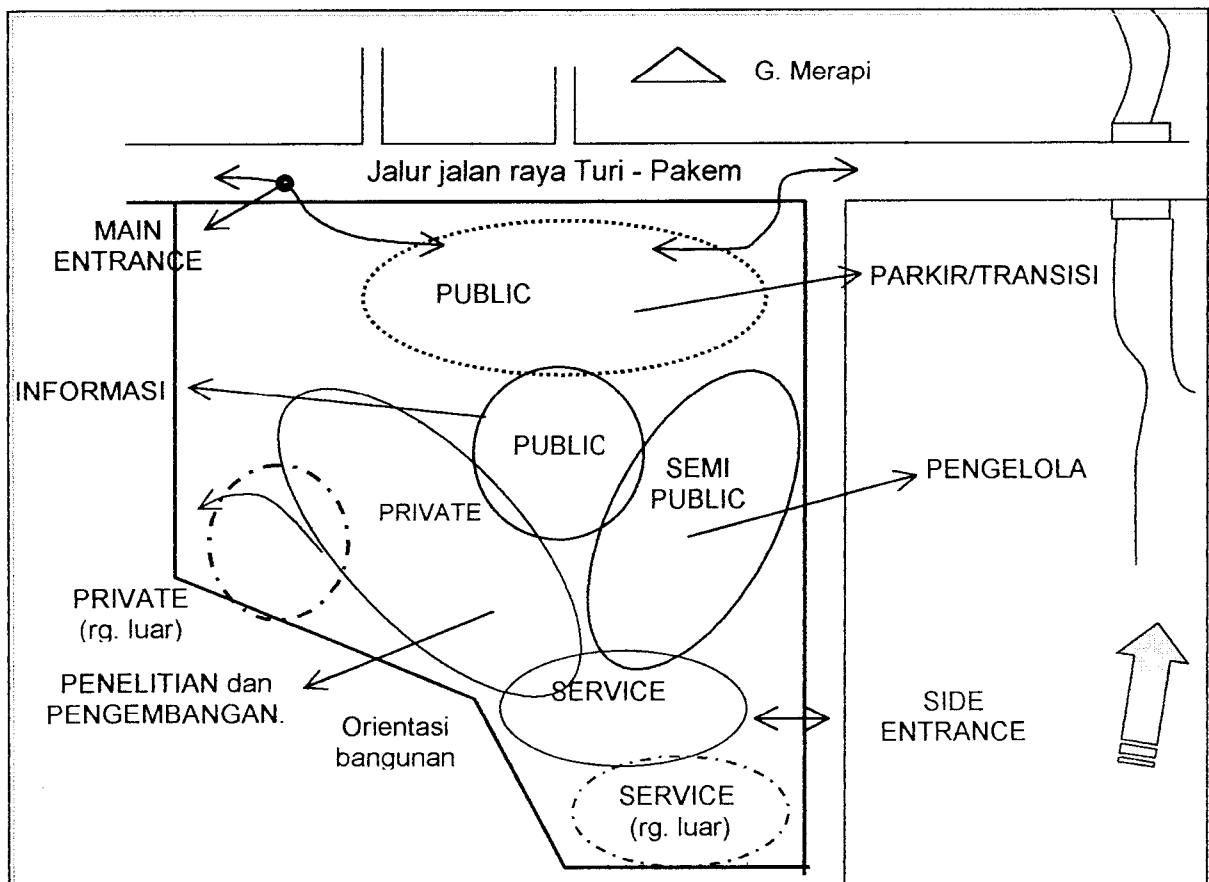 G. Merapi
Jalur jalan raya Turi - Pakem
MAIN
ENTRANCE
PUBLIC
PARKIR/TRANSISI
INFORMASI
PUBLIC
SEMI
PUBLIC
PENGELOLA
PRIVATE
PRIVATE
(rg. luar)
PENELITIAN dan
PENGEMBANGAN.
Orientasi
bangunan
SERVICE
SIDE
ENTRANCE
SERVICE
(rg. luar)